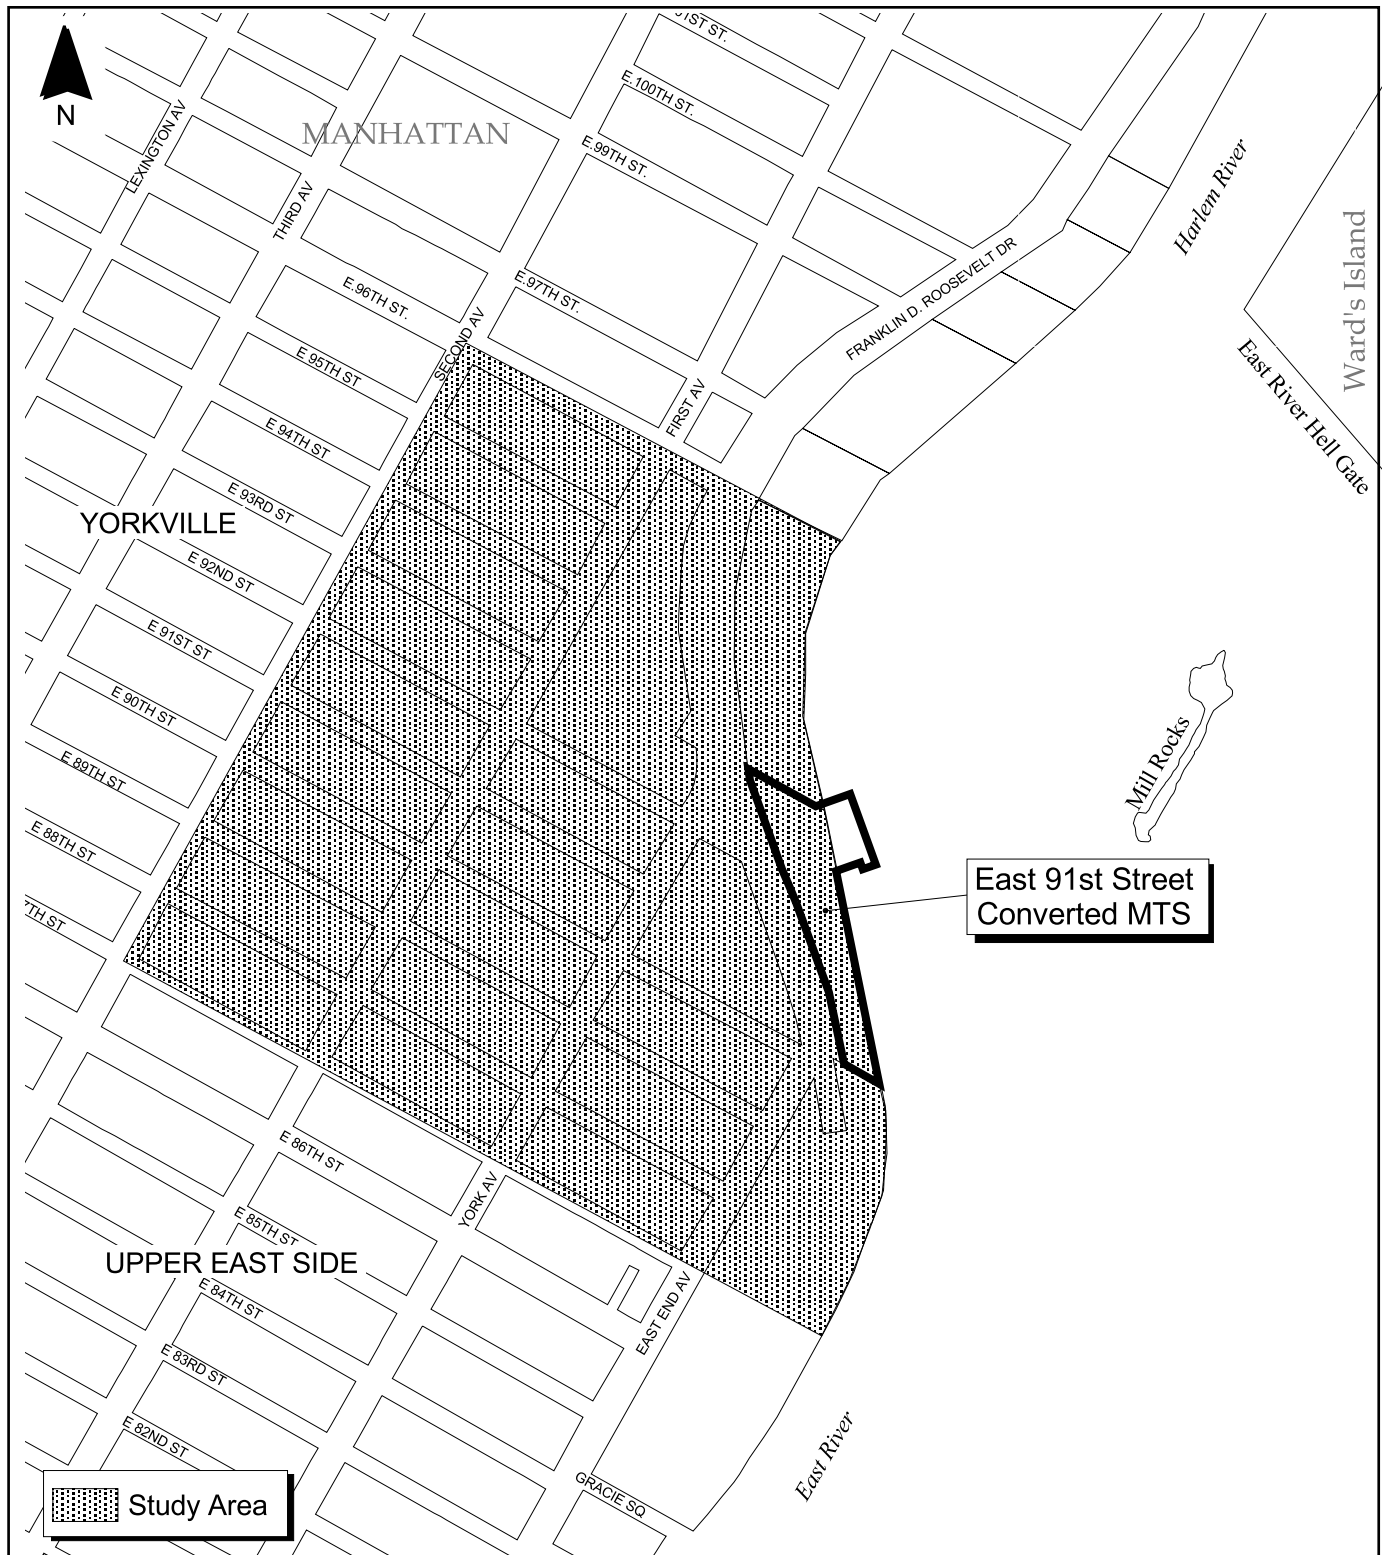 N
MANHATTAN
LEXINGTON AV
THIRD AV
SECOND AV
FIRST AV
E.100TH ST.
E.99TH ST.
E.97TH ST.
E.96TH ST.
E 95TH ST
E 94TH ST
E 93RD ST
E 92ND ST
E 91ST ST
E 90TH ST
E 89TH ST
E 88TH ST
7TH ST
FRANKLIN D. ROOSEVELT DR
Harlem River
Ward's Island
East River Hell Gate
YORKVILLE
Mill Rocks
East 91st Street
Converted MTS
E 86TH ST
E 85TH ST
E 84TH ST
E 83RD ST
E 82ND ST
YORK AV
EAST END AV
UPPER EAST SIDE
GRACIE SQ
East River
Study Area